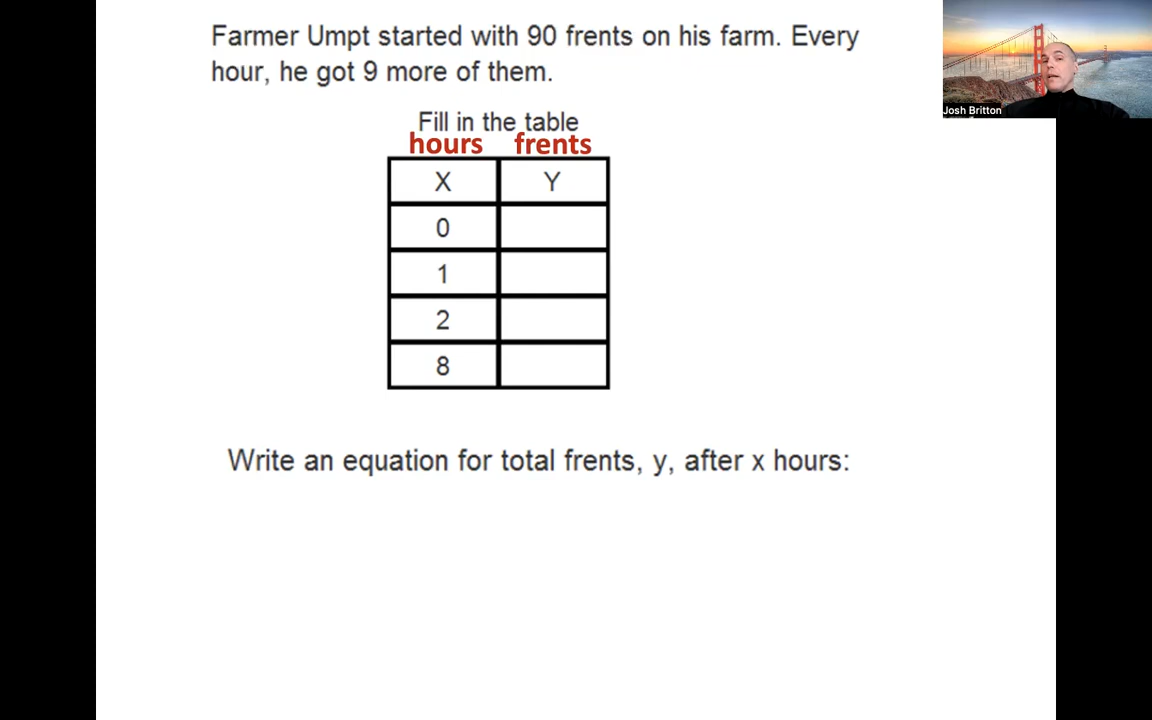 Farmer Umpt started with 90 frents on his farm. Every
hour, he got 9 more of them.
Josh Britton
Fill in the table
hours frents
X Y
0
1
2
8
Write an equation for total frents, y, after x hours: